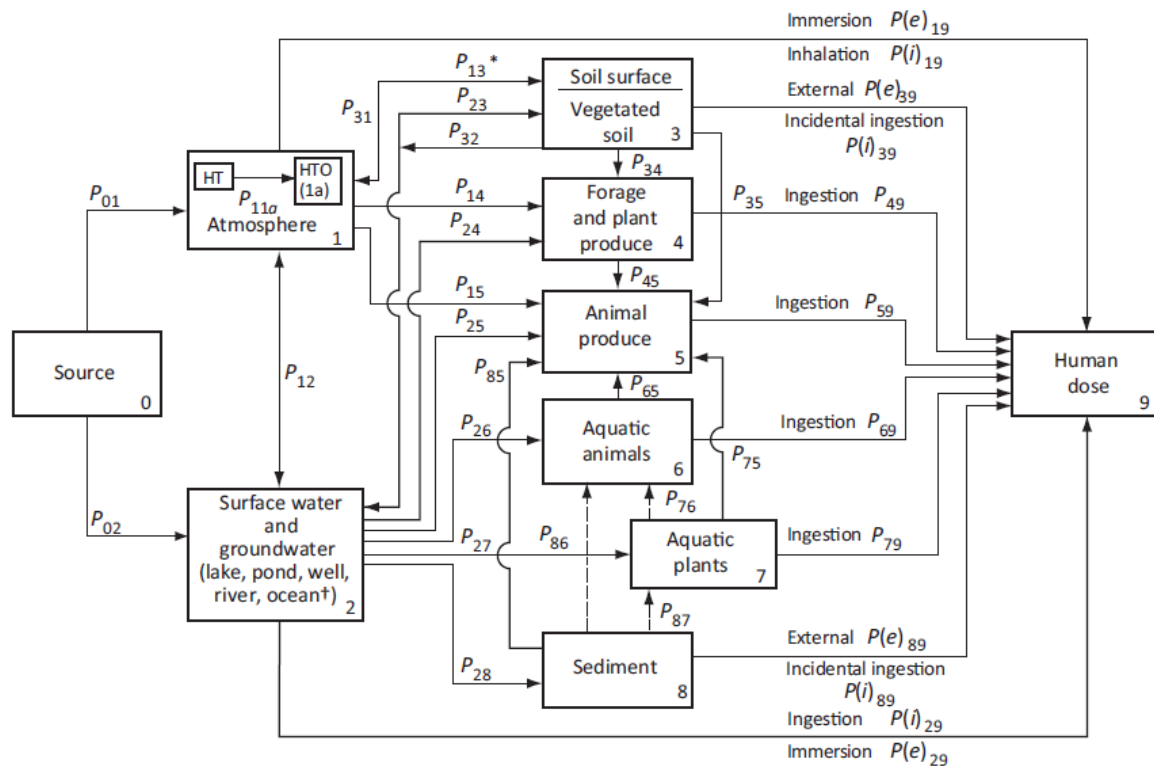 Immersion P(e)19
Inhalation P(i)19
P13 *
Soil surface
Vegetated
soil 3
External P(e)39
Incidental ingestion
P(i)39
P31
P23
P32
P34
HT
HTO
(1a)
P11a
Atmosphere 1
P01
P14
P24
Forage
and plant
produce 4
P35
Ingestion P49
P45
P15
P25
Animal
produce 5
Ingestion P59
Source 0
P12
P85
P65
Human
dose 9
P26
Aquatic
animals 6
Ingestion P69
P75
P02
Surface water
and
groundwater
(lake, pond, well,
river, ocean†) 2
P76
P27
P86
Aquatic
plants 7
Ingestion P79
P87
P28
Sediment 8
External P(e)89
Incidental ingestion
P(i)89
Ingestion P(i)29
Immersion P(e)29